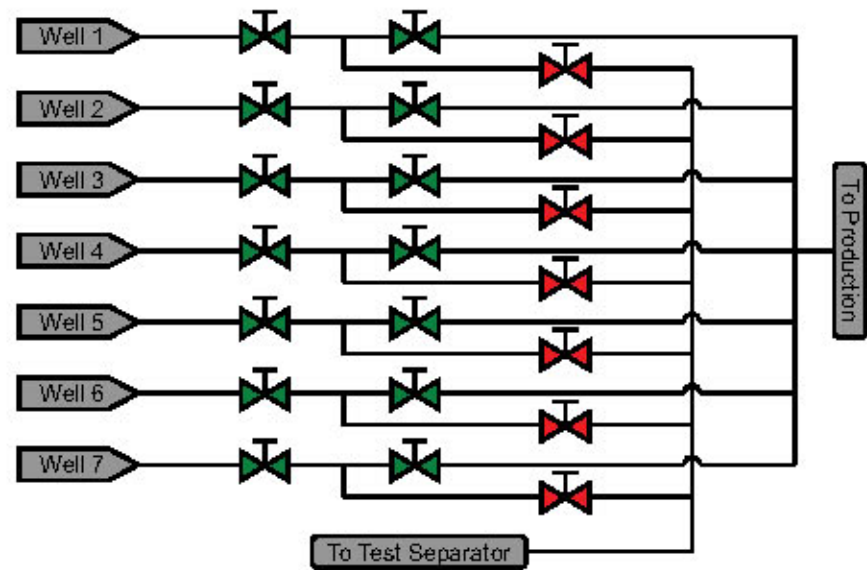 Well 1
Well 2
Well 3
Well 4
Well 5
Well 6
Well 7
To Production
To Test Separator